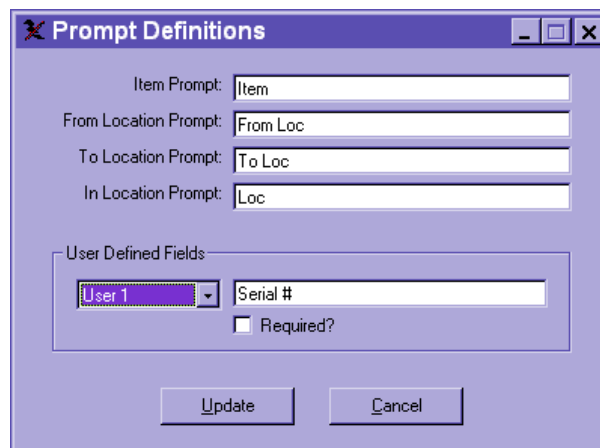 Prompt Definitions
Item Prompt: Item
From Location Prompt: From Loc
To Location Prompt: To Loc
In Location Prompt: Loc
User Defined Fields
User 1 Serial #
Required?
Update Cancel